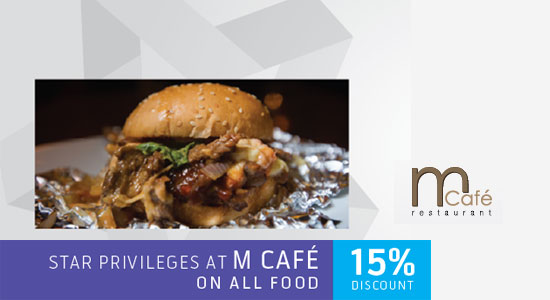 m
Café
restaurant
STAR PRIVILEGES AT M CAFÉ
ON ALL FOOD
15%
DISCOUNT